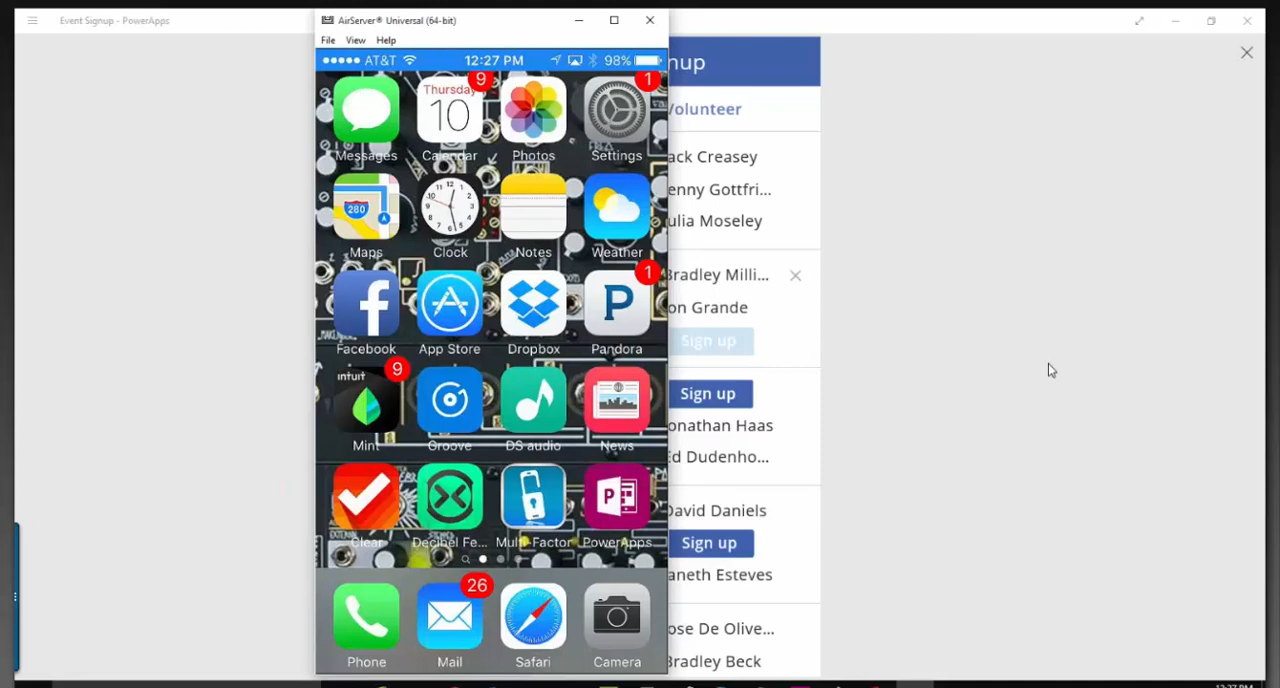 Event Signup - PowerApps
AirServer® Universal (64-bit)
File View Help
AT&T 12:27 PM 98%
9 1
Thursday
10
Messages Calendar Photos Settings
280
Maps Clock Notes Weather
1
P
Facebook App Store Dropbox Pandora
9
intuit
Mint Groove DS audio News
P
Clear Decibel Fe... Multi-Factor PowerApps
26
Phone Mail Safari Camera
nup
Volunteer
ack Creasey
enny Gottfri...
ulia Moseley
Bradley Milli...
on Grande
Sign up
Sign up
onathan Haas
Ed Dudenho...
David Daniels
Sign up
aneth Esteves
ose De Olive...
Bradley Beck
12:27 PM